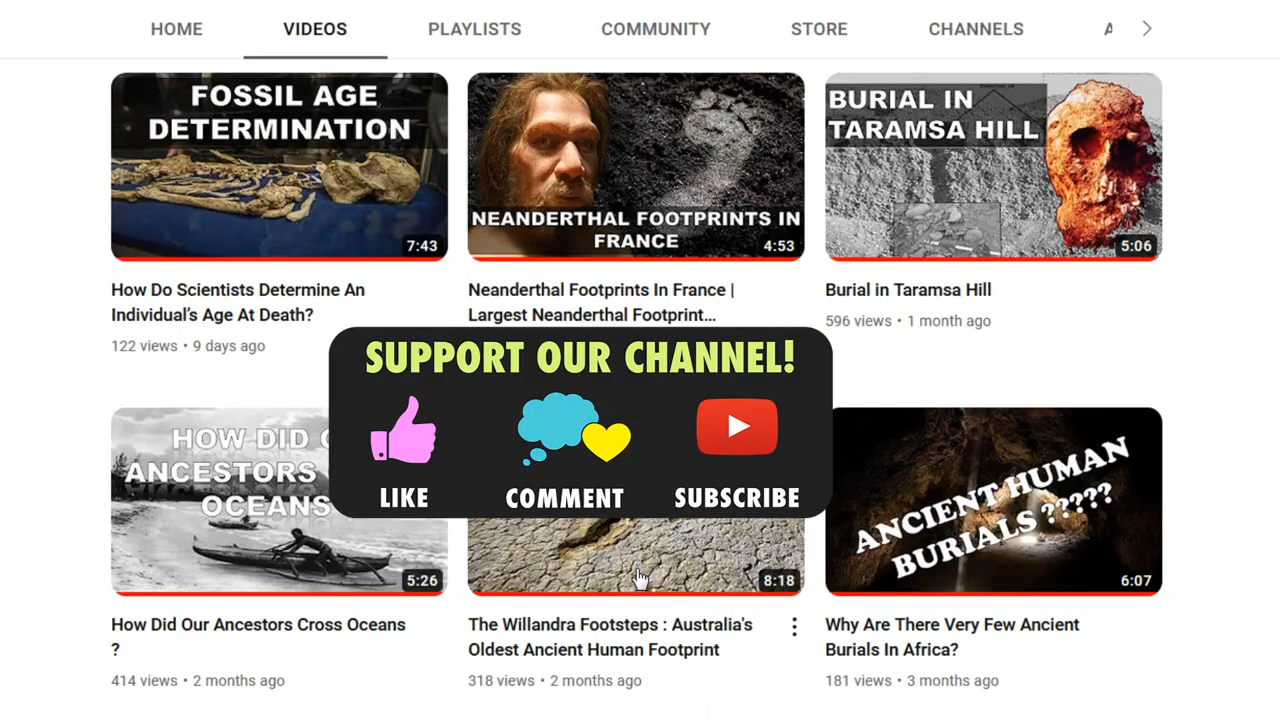 HOME
VIDEOS
PLAYLISTS
COMMUNITY
STORE
CHANNELS
FOSSIL AGE
DETERMINATION
7:43
NEANDERTHAL FOOTPRINTS IN
FRANCE
4:53
BURIAL IN
TARAMSA HILL
5:06
How Do Scientists Determine An
Individual's Age At Death?
122 views • 9 days ago
Neanderthal Footprints In France |
Largest Neanderthal Footprint...
Burial in Taramsa Hill
596 views • 1 month ago
SUPPORT OUR CHANNEL!
LIKE
COMMENT
SUBSCRIBE
HOW DID
ANCESTORS
OCEANS
5:26
8:18
ANCIENT HUMAN
BURIALS ?????
6:07
How Did Our Ancestors Cross Oceans
?
414 views • 2 months ago
The Willandra Footsteps : Australia's
Oldest Ancient Human Footprint
318 views • 2 months ago
Why Are There Very Few Ancient
Burials In Africa?
181 views • 3 months ago